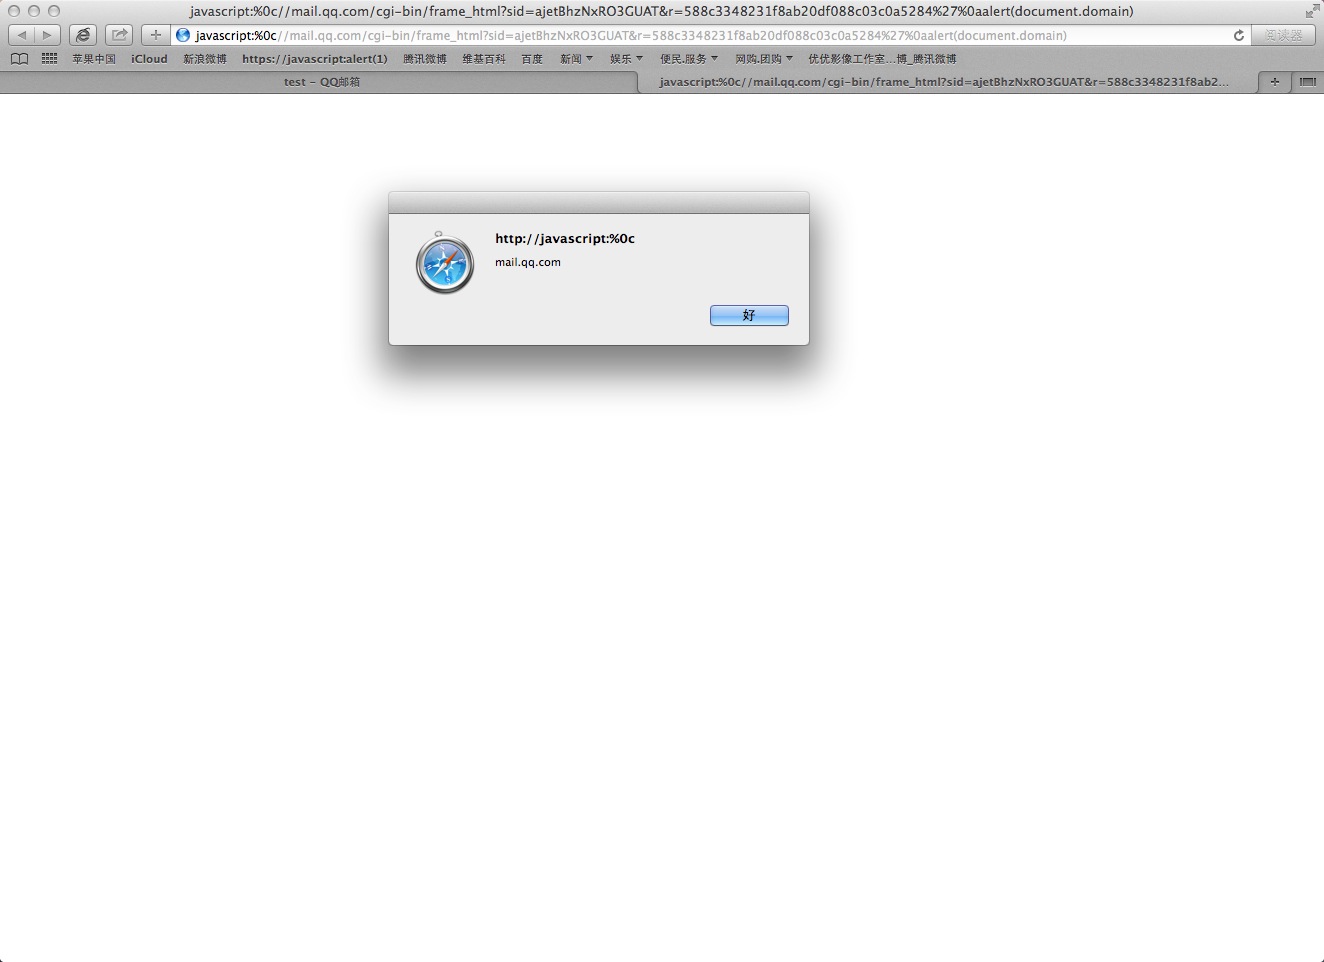 javascript:%0c//mail.qq.com/cgi-bin/frame_html?sid=ajetBhzNxRO3GUAT&r=588c3348231f8ab20df088c03c0a5284%27%0aalert(document.domain)
javascript:%0c//mail.qq.com/cgi-bin/frame_html?sid=ajetBhzNxRO3GUAT&r=588c3348231f8ab20df088c03c0a5284%27%0aalert(document.domain) 阅读器
苹果中国 iCloud 新浪微博 https://javascript:alert(1) 腾讯微博 维基百科 百度 新闻 娱乐 便民.服务 网购.团购 优优影像工作室...博_腾讯微博
test – QQ邮箱 javascript:%0c//mail.qq.com/cgi-bin/frame_html?sid=ajetBhzNxRO3GUAT&r=588c3348231f8ab2...
http://javascript:%0c
mail.qq.com
好